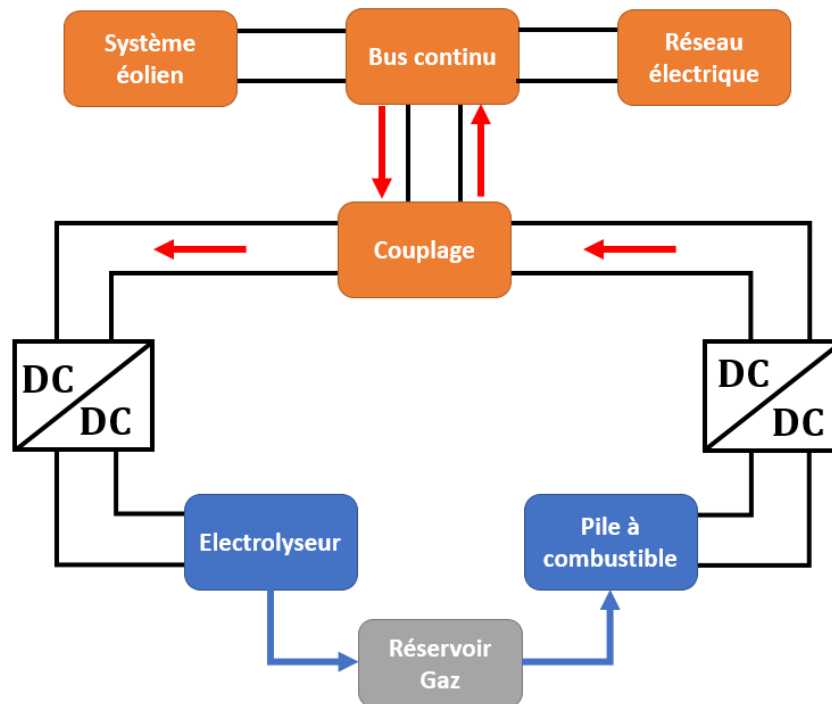 Système
éolien
Bus continu
Réseau
électrique
Couplage
DC
DC
DC
DC
Electrolyseur
Pile à
combustible
Réservoir
Gaz